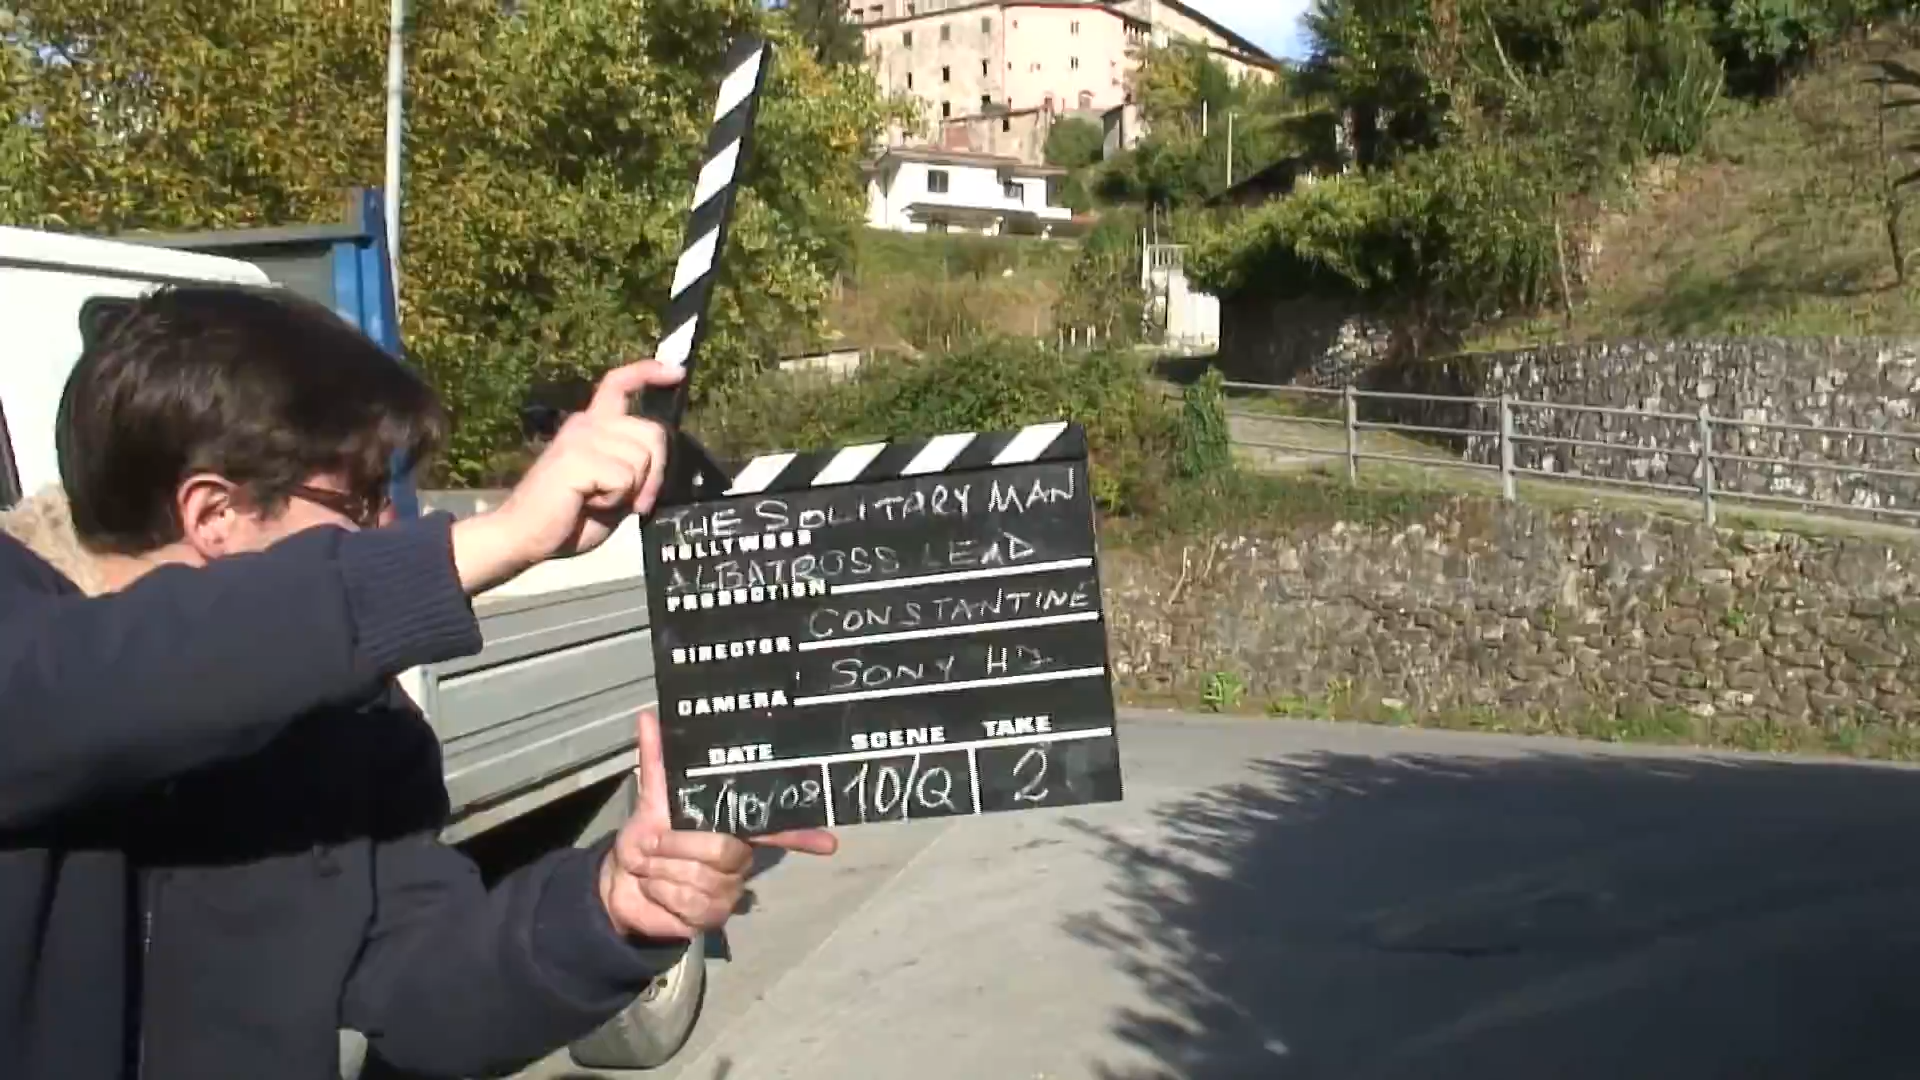 THE SOLITARY MAN
HOLLYWOOD
ALBATROSS LEAD
PRODUCTION
CONSTANTINE
DIRECTOR
SONY HD
CAMERA
DATE SCENE TAKE
5/10/08 10/Q 2